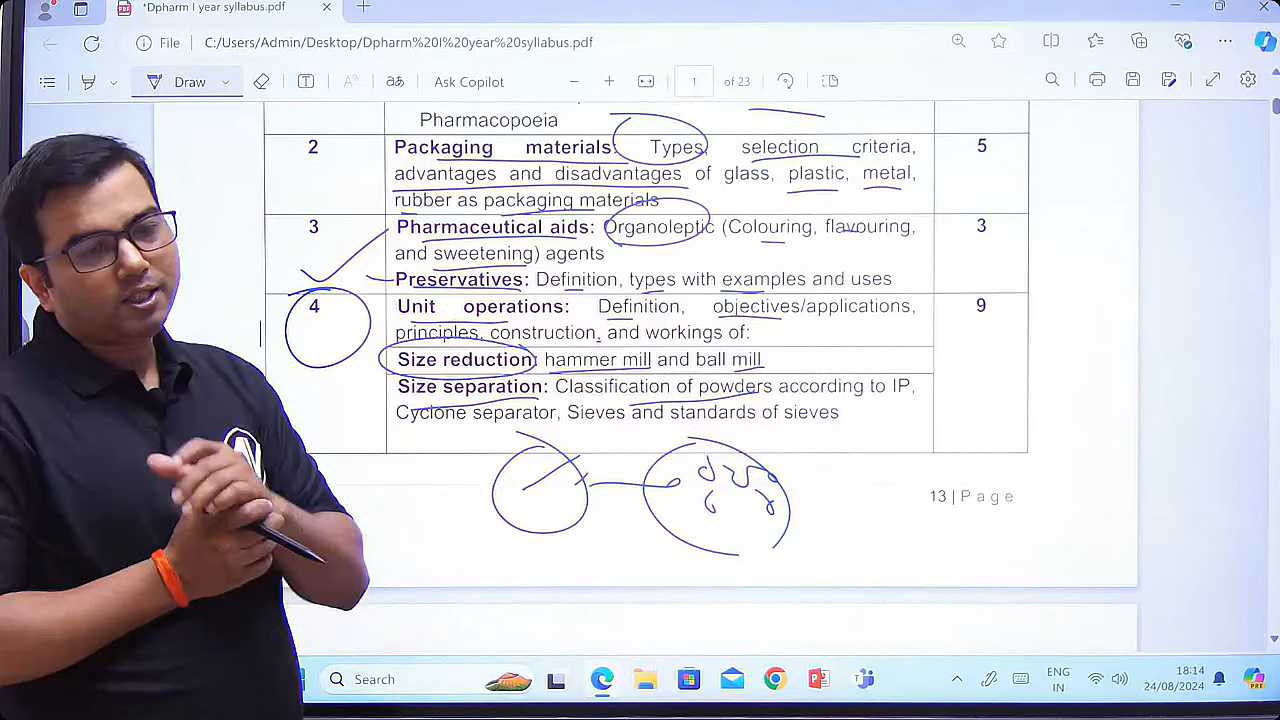 *Dpharm I year syllabus.pdf
File C:/Users/Admin/Desktop/Dpharm%20I%20year%20syllabus.pdf
Draw Ask Copilot 1 of 23
Pharmacopoeia
2 Packaging materials: Types, selection criteria, 5
advantages and disadvantages of glass, plastic, metal,
rubber as packaging materials
3 Pharmaceutical aids: Organoleptic (Colouring, flavouring, 3
and sweetening) agents
Preservatives: Definition, types with examples and uses
4 Unit operations: Definition, objectives/applications, 9
principles, construction, and workings of:
Size reduction: hammer mill and ball mill
Size separation: Classification of powders according to IP,
Cyclone separator, Sieves and standards of sieves
13 | Page
Search ENG 18:14
IN 24/08/2024